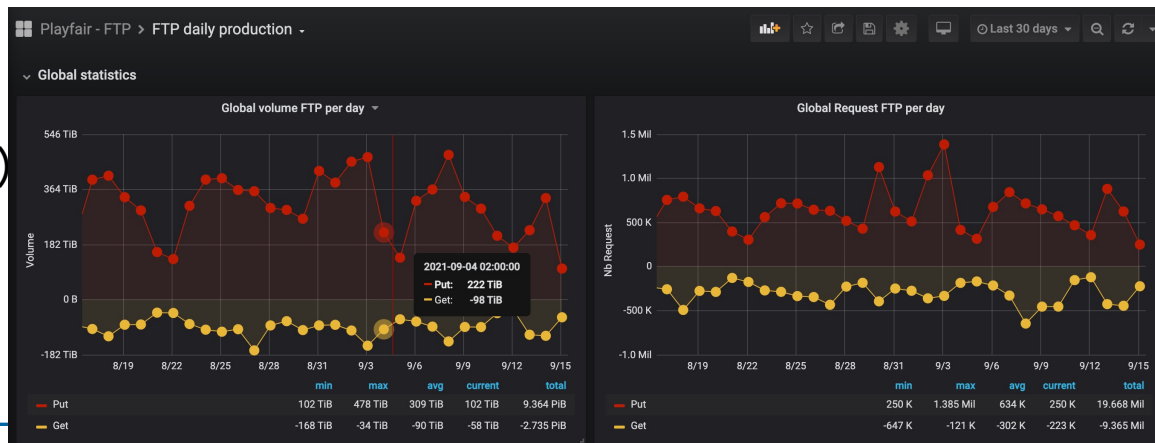 Playfair - FTP > FTP daily production
Last 30 days
Global statistics
Global volume FTP per day
546 TiB
364 TiB
182 TiB
0 B
-182 TiB
Volume
8/19 8/22 8/25 8/28 8/31 9/3 9/6 9/9 9/12 9/15
2021-09-04 02:00:00
Put: 222 TiB
Get: -98 TiB
min max avg current total
Put 102 TiB 478 TiB 309 TiB 102 TiB 9.364 PiB
Get -168 TiB -34 TiB -90 TiB -58 TiB -2.735 PiB
Global Request FTP per day
1.5 Mil
1.0 Mil
500 K
0
-500 K
-1.0 Mil
Nb Request
8/19 8/22 8/25 8/28 8/31 9/3 9/6 9/9 9/12 9/15
min max avg current total
Put 250 K 1.385 Mil 634 K 250 K 19.668 Mil
Get -647 K -121 K -302 K -223 K -9.365 Mil